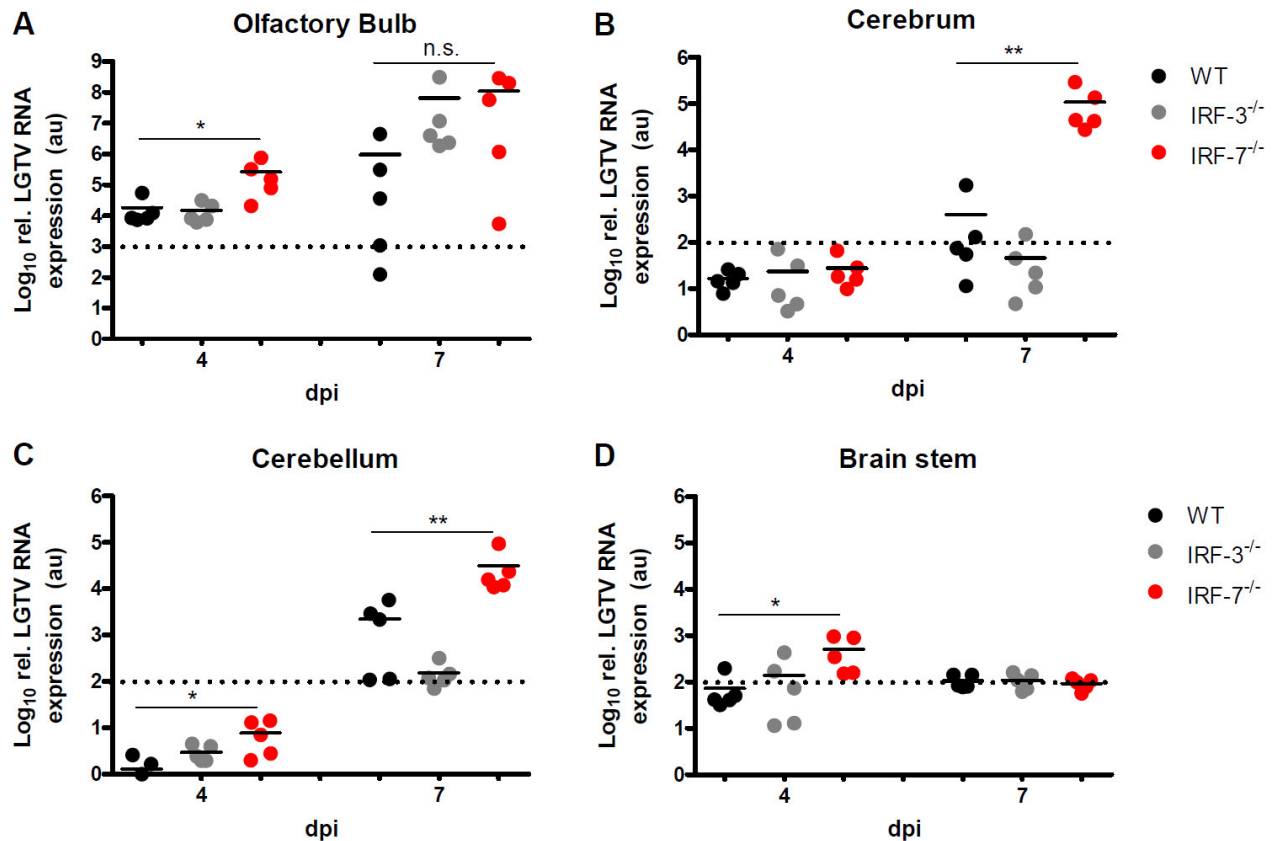 A
Olfactory Bulb
n.s.
*
Log10 rel. LGTV RNA
expression (au)
9
8
7
6
5
4
3
2
1
0
4
7
dpi
B
Cerebrum
**
Log10 rel. LGTV RNA
expression (au)
6
5
4
3
2
1
0
4
7
dpi
WT
IRF-3-/-
IRF-7-/-
C
Cerebellum
**
*
Log10 rel. LGTV RNA
expression (au)
6
5
4
3
2
1
0
4
7
dpi
D
Brain stem
*
Log10 rel. LGTV RNA
expression (au)
6
5
4
3
2
1
0
4
7
dpi
WT
IRF-3-/-
IRF-7-/-